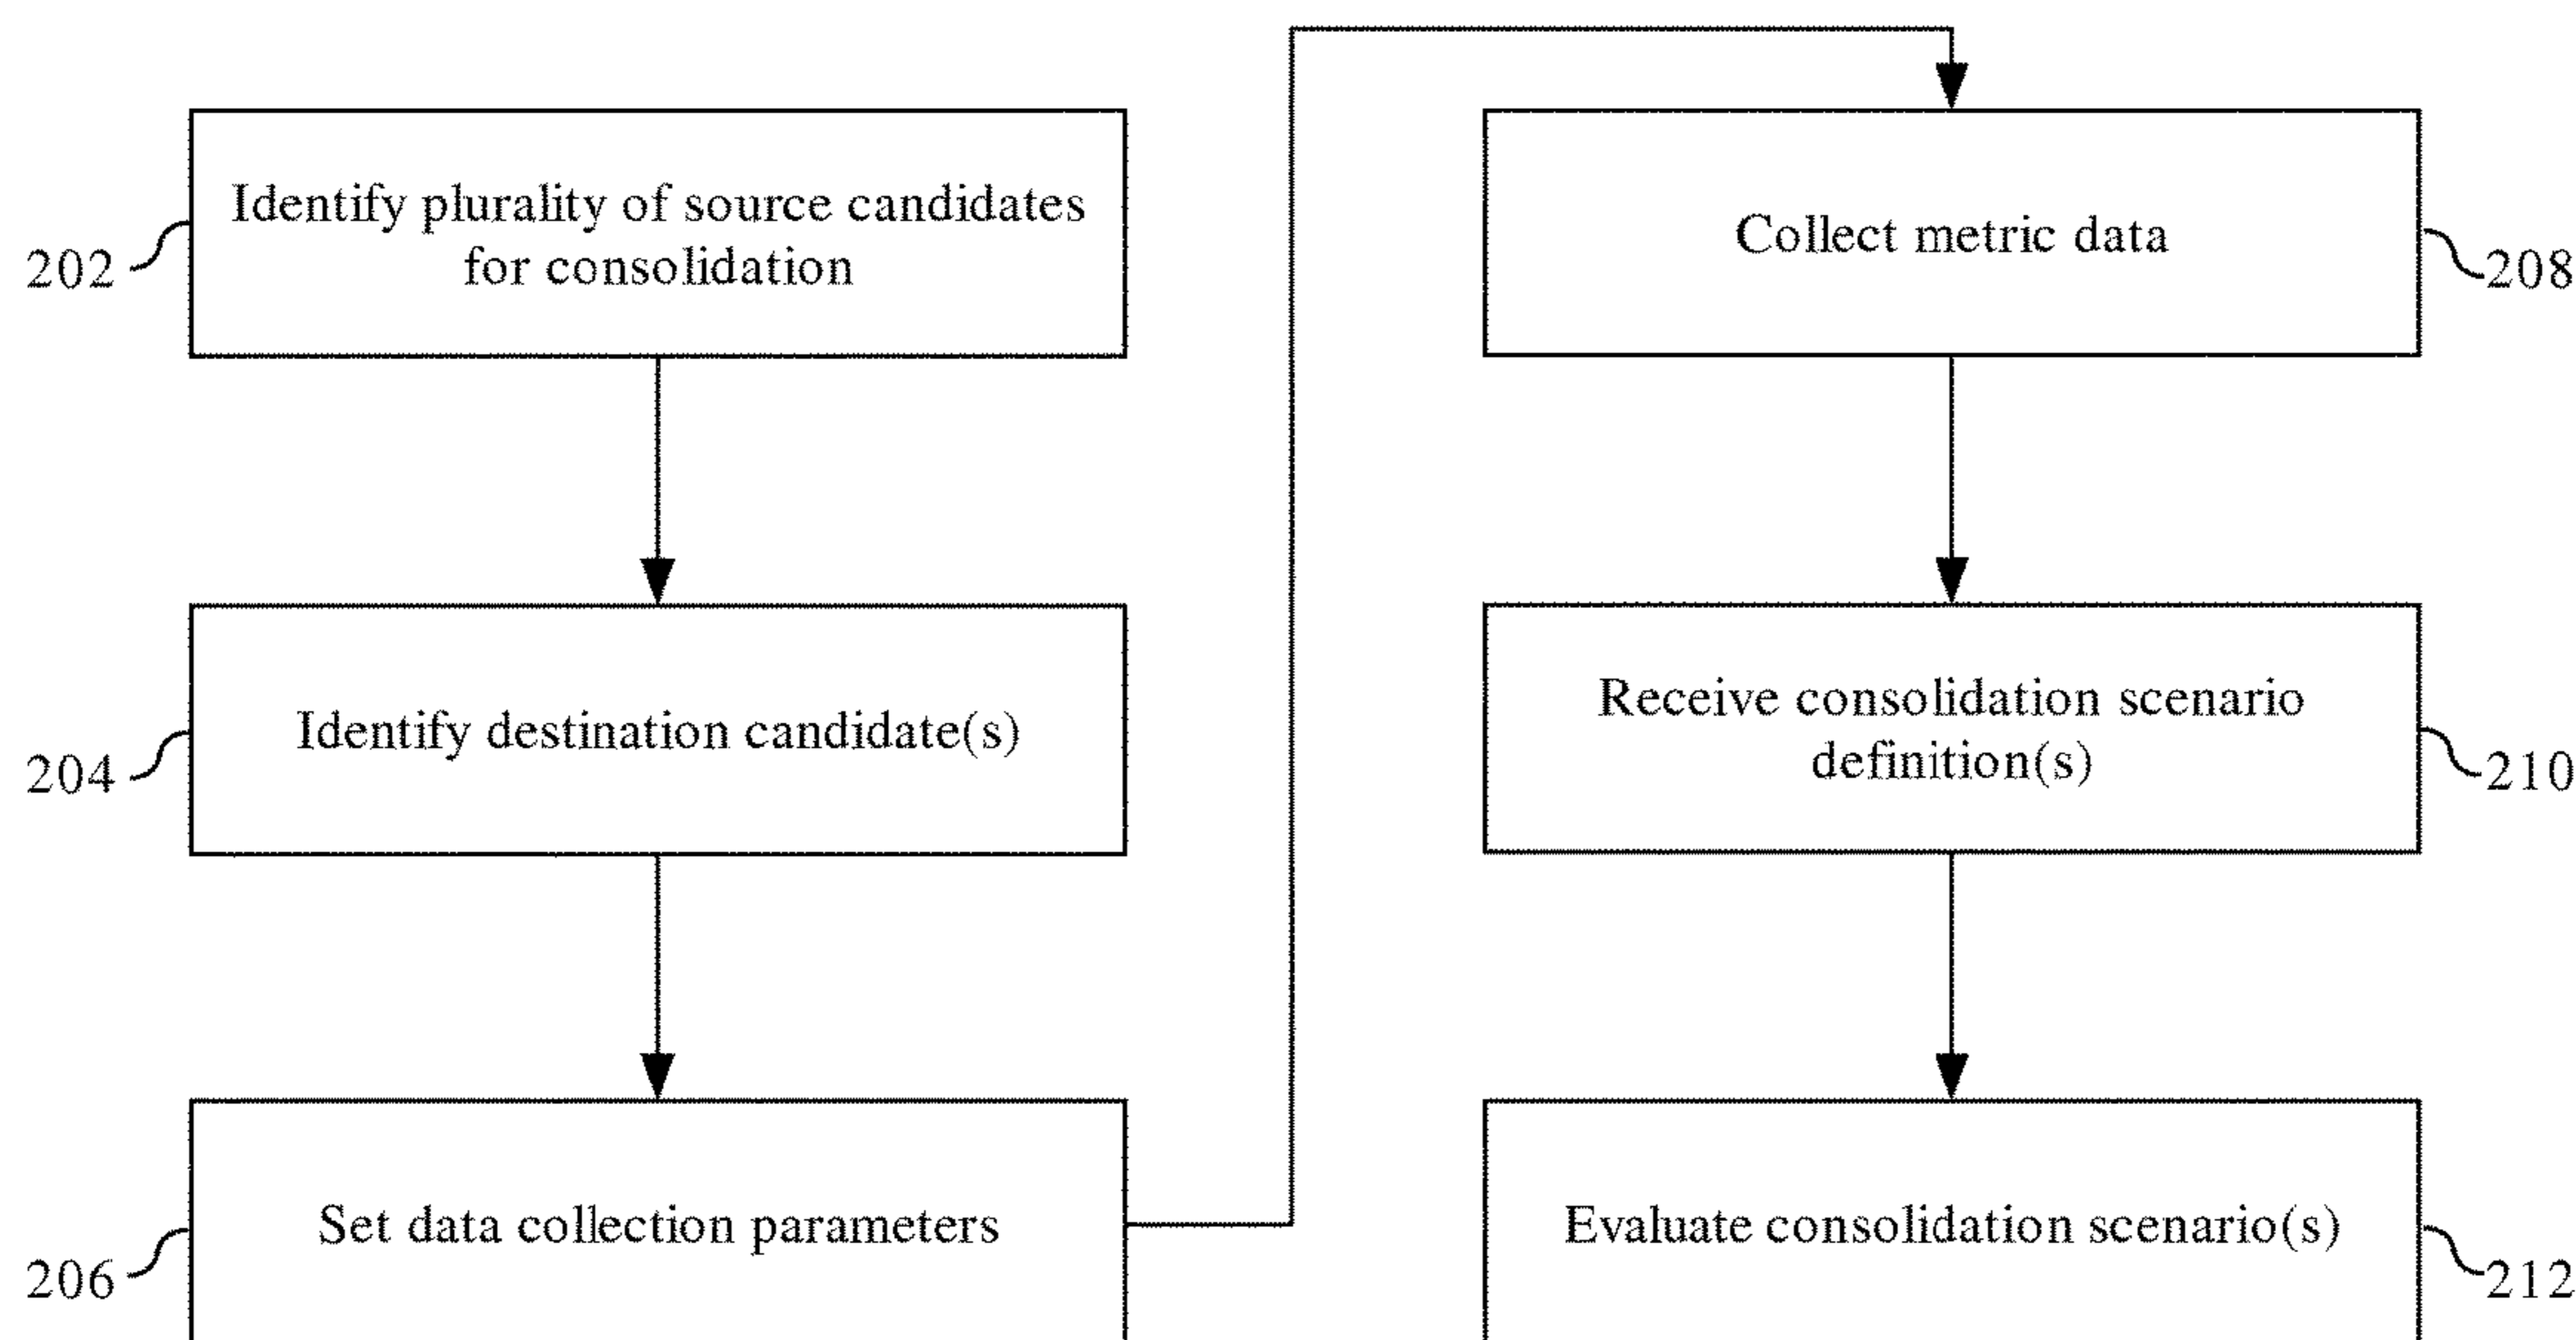 202
Identify plurality of source candidates
for consolidation
204
Identify destination candidate(s)
206
Set data collection parameters
Collect metric data
208
Receive consolidation scenario
definition(s)
210
Evaluate consolidation scenario(s)
212